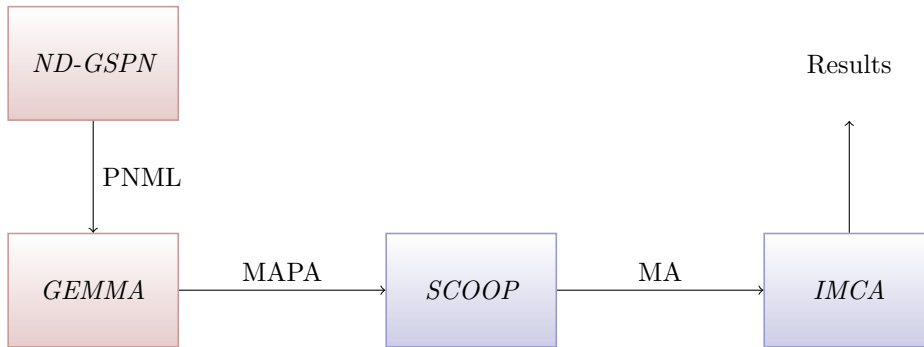 ND-GSPN
Results
PNML
GEMMA
MAPA
SCOOP
MA
IMCA